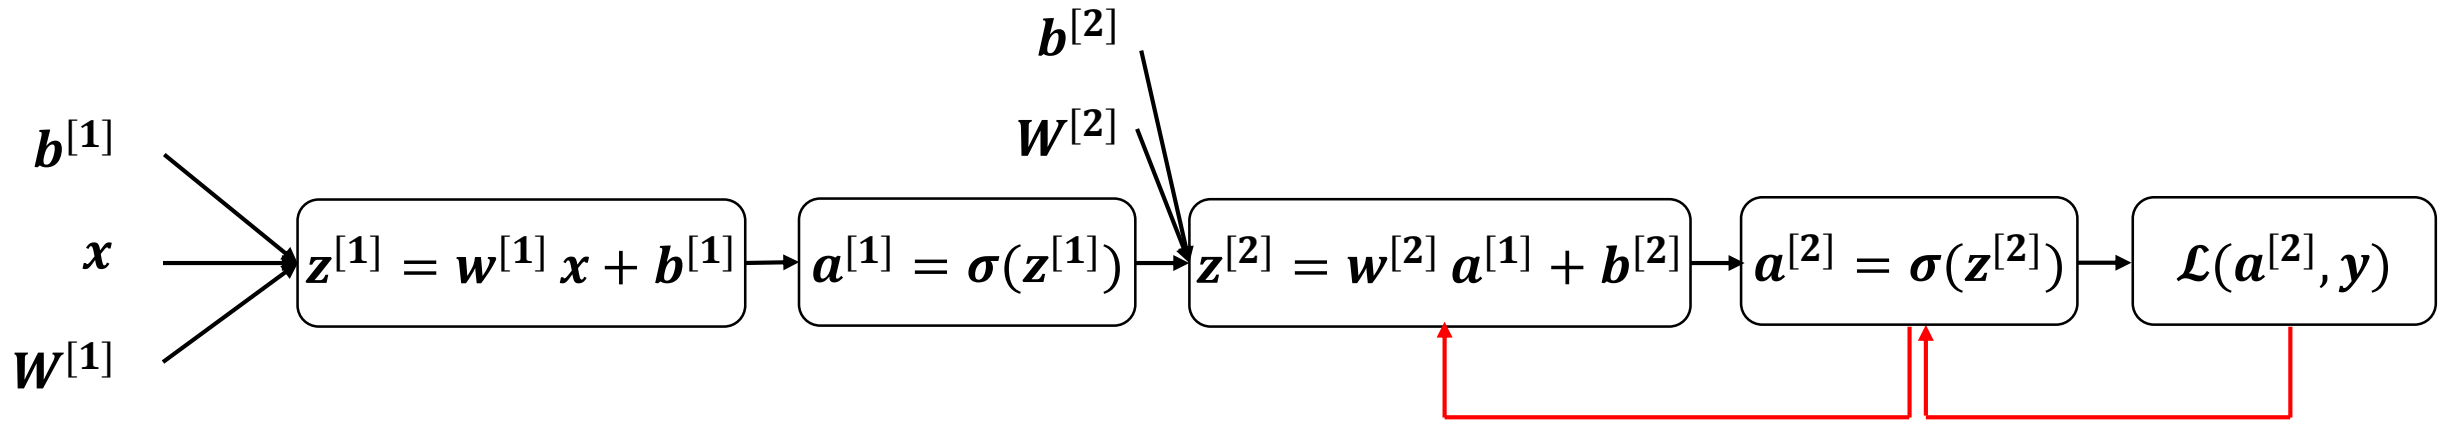 b^[2]
W^[2]
b^[1]
x
W^[1]
z^[1] = w^[1] x + b^[1]
a^[1] = σ(z^[1])
z^[2] = w^[2] a^[1] + b^[2]
a^[2] = σ(z^[2])
ℒ(a^[2], y)